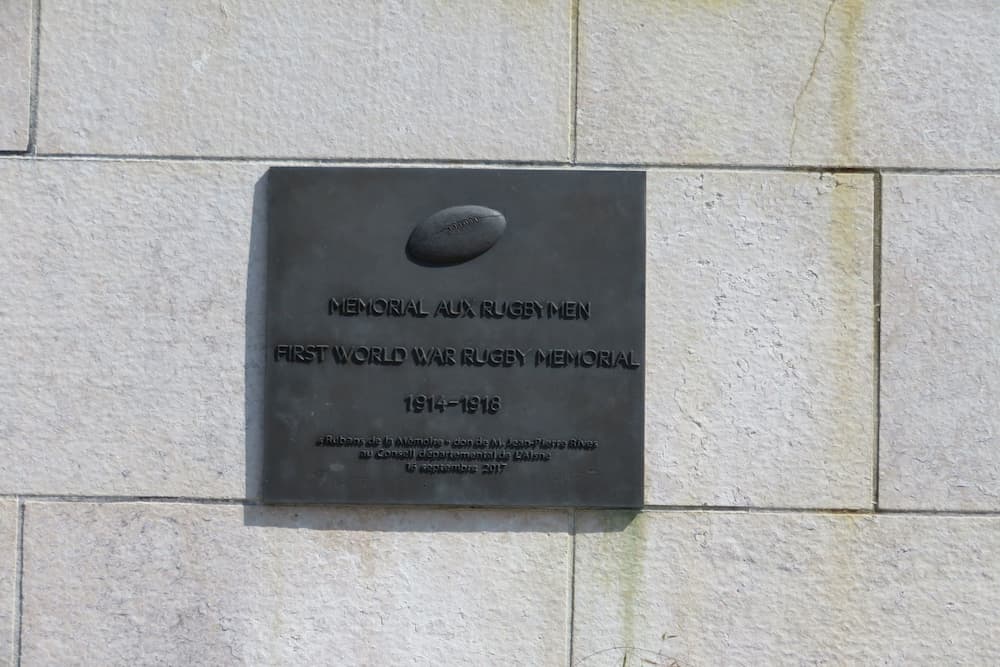 MEMORIAL AUX RUGBYMEN
FIRST WORLD WAR RUGBY MEMORIAL
1914-1918
«Rubans de la Mémoire» don de M. Jean-Pierre Rives
au Conseil départemental de L'Aisne
16 septembre 2017